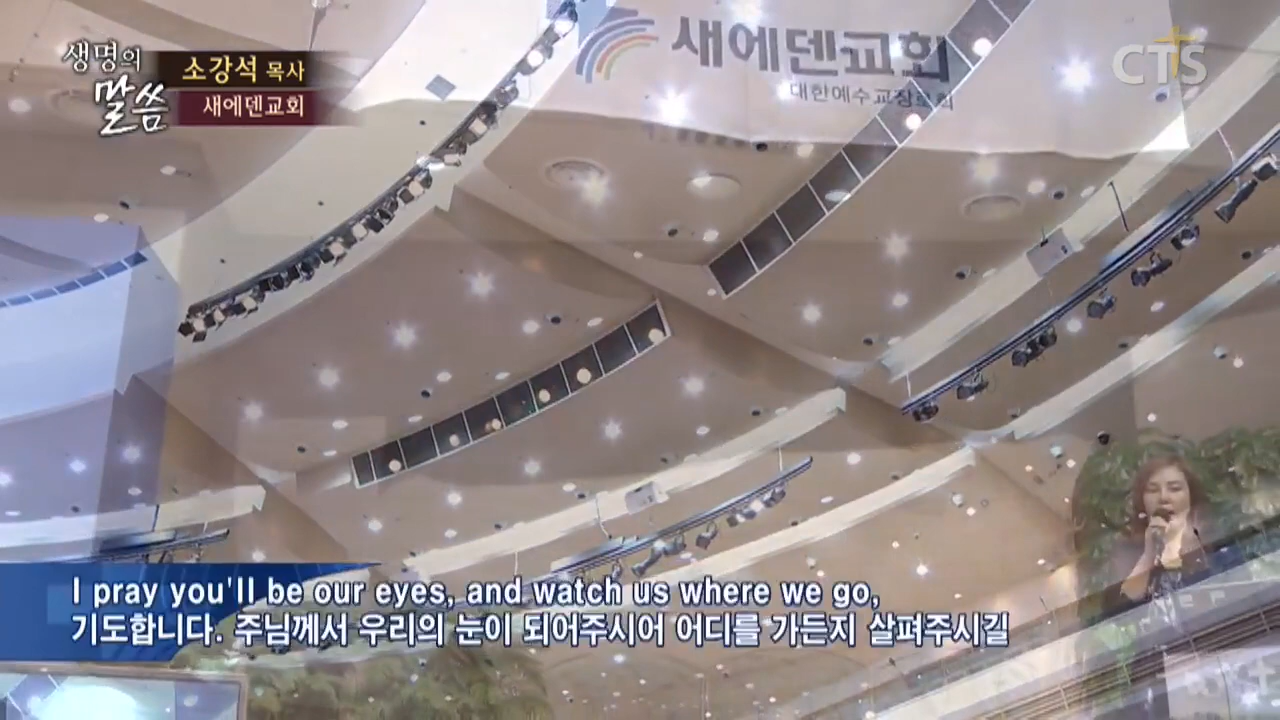 생명의
말씀
소강석 목사
새에덴교회
새에덴교회
대한예수교장로회
CTS
I pray you'll be our eyes, and watch us where we go,
기도합니다. 주님께서 우리의 눈이 되어주시어 어디를 가든지 살펴주시길